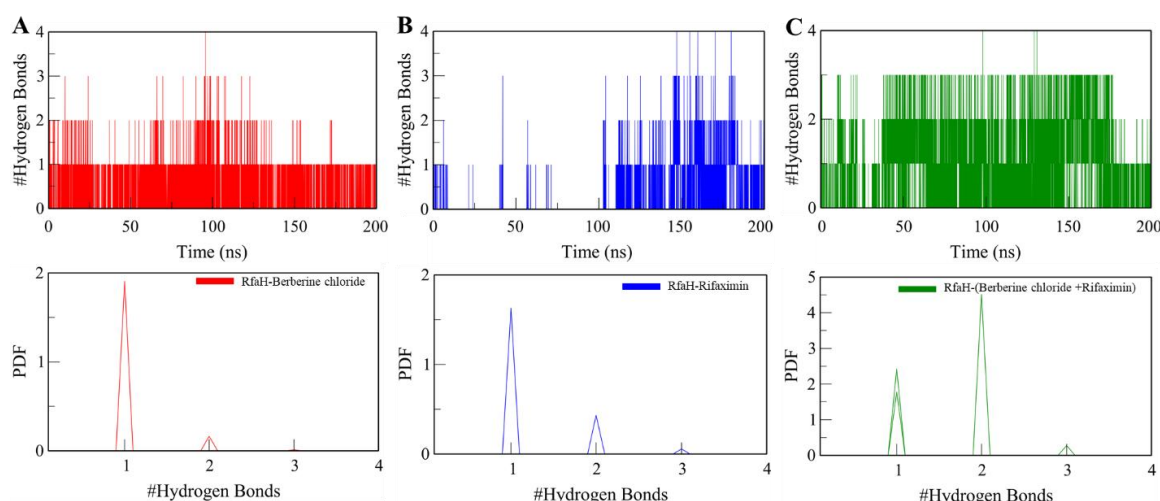 A
#Hydrogen Bonds
4
3
2
1
0
0 50 100 150 200
Time (ns)
B
#Hydrogen Bonds
4
3
2
1
0
0 50 100 150 200
Time (ns)
C
#Hydrogen Bonds
4
3
2
1
0
0 50 100 150 200
Time (ns)
RfaH-Berberine chloride
PDF
2
1
0
1 2 3 4
#Hydrogen Bonds
RfaH-Rifaximin
PDF
2
1
0
1 2 3 4
#Hydrogen Bonds
RfaH-(Berberine chloride +Rifaximin)
PDF
5
4
3
2
1
0
1 2 3 4
#Hydrogen Bonds